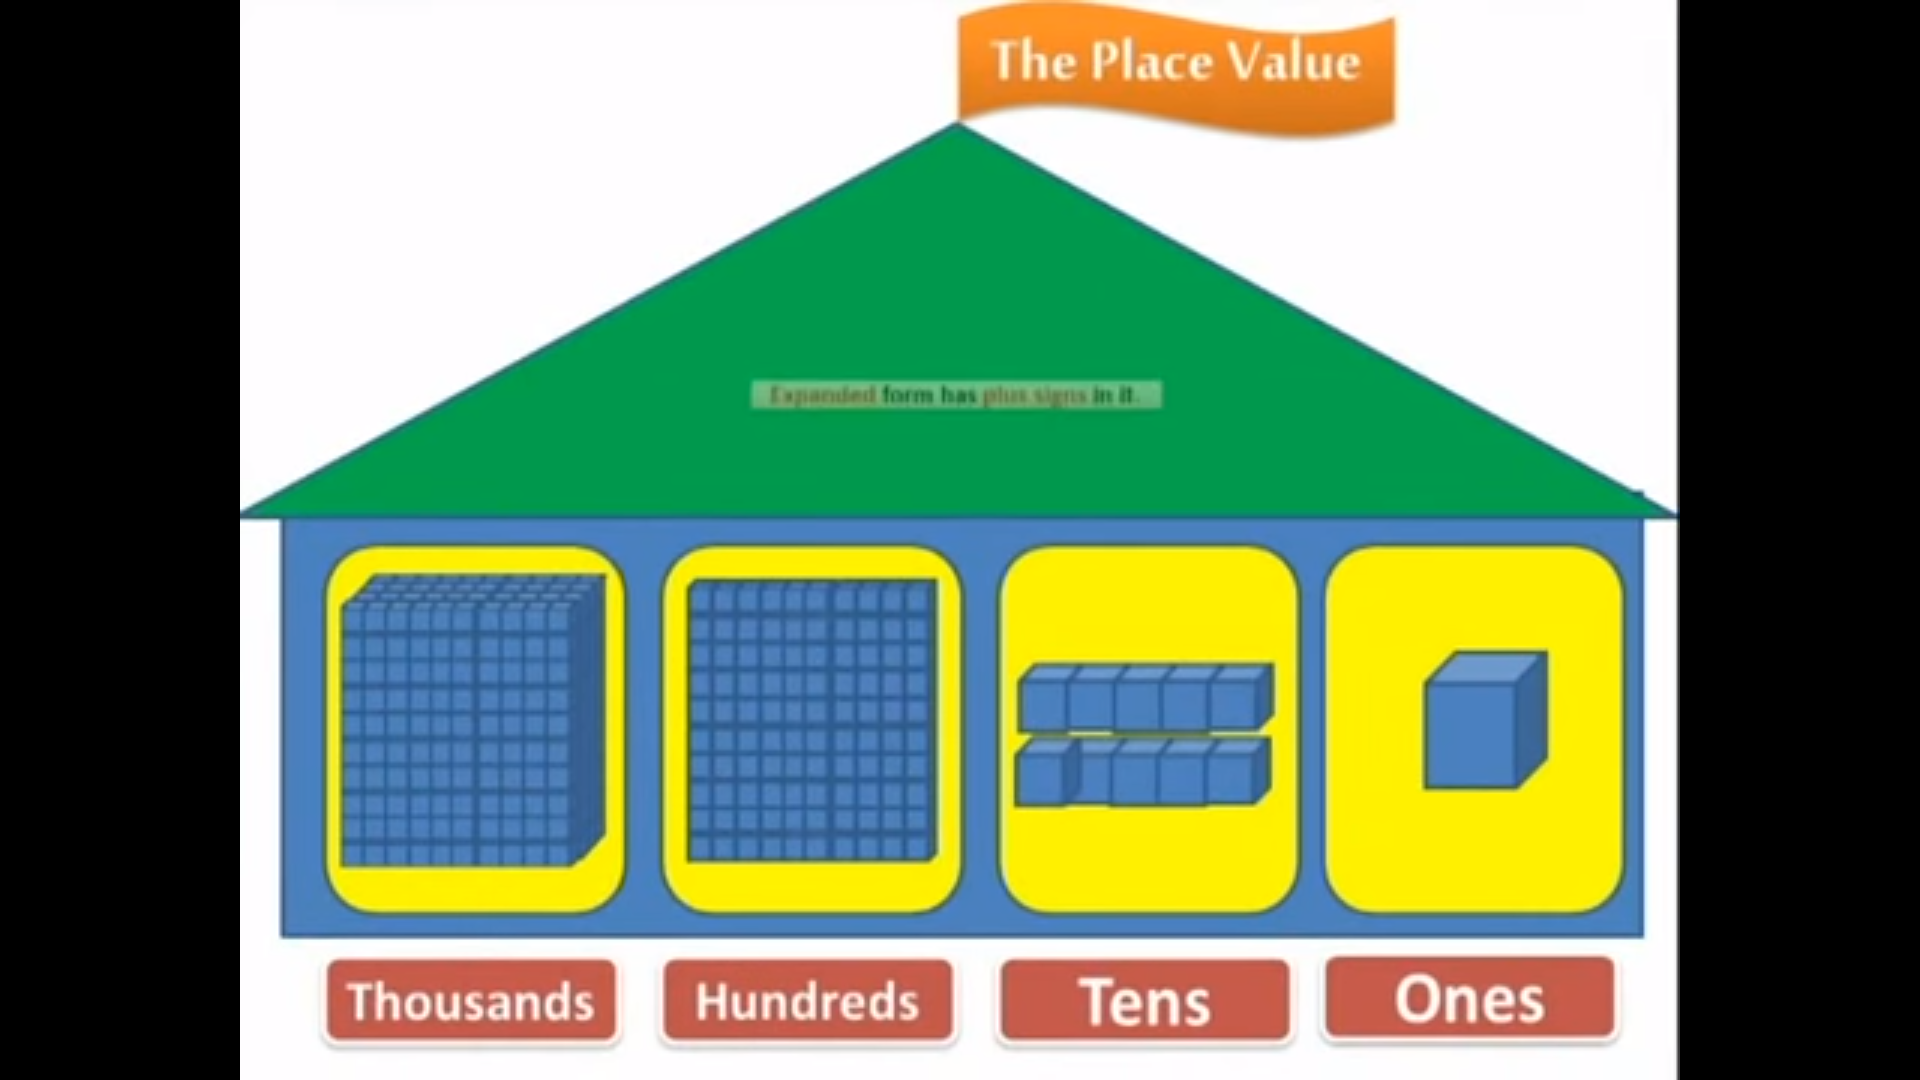 The Place Value
Expanded form has plus signs in it.
Thousands
Hundreds
Tens
Ones